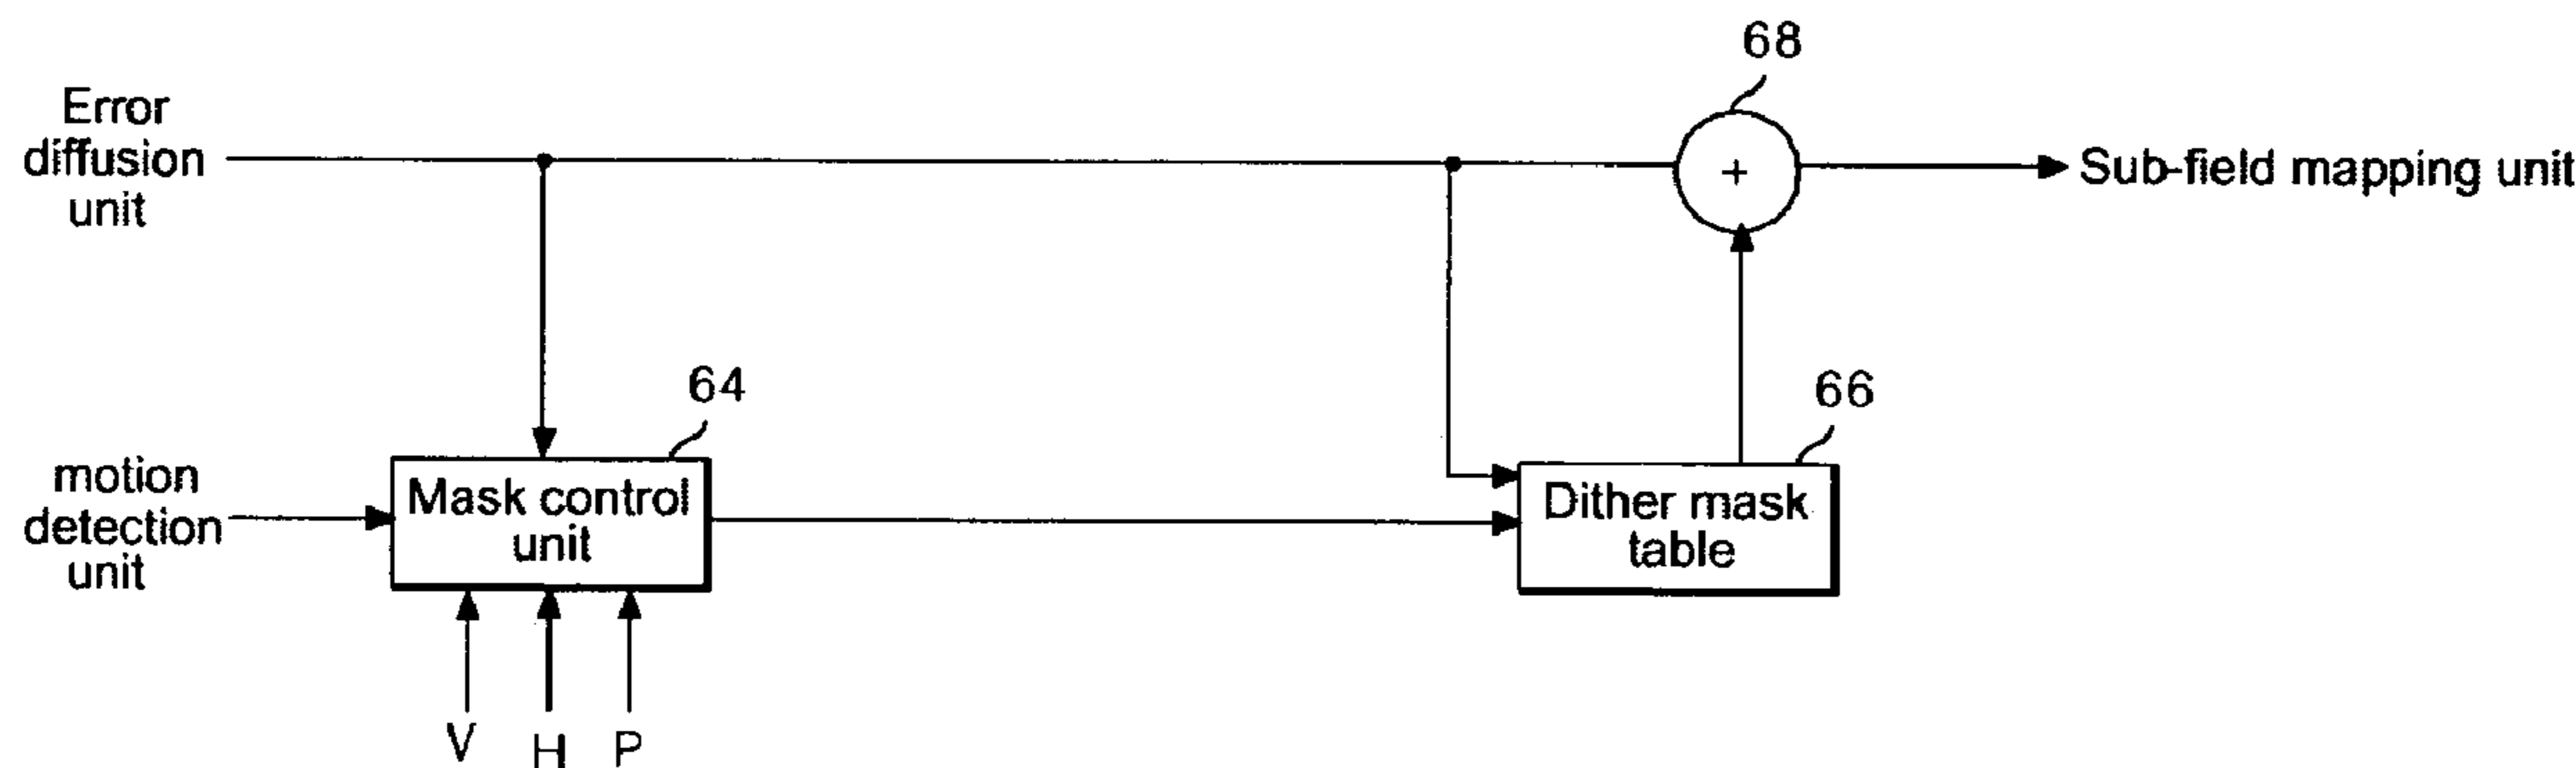 68
Error
diffusion
unit
+
Sub-field mapping unit
64
66
motion
detection
unit
Mask control
unit
Dither mask
table
V
H
P